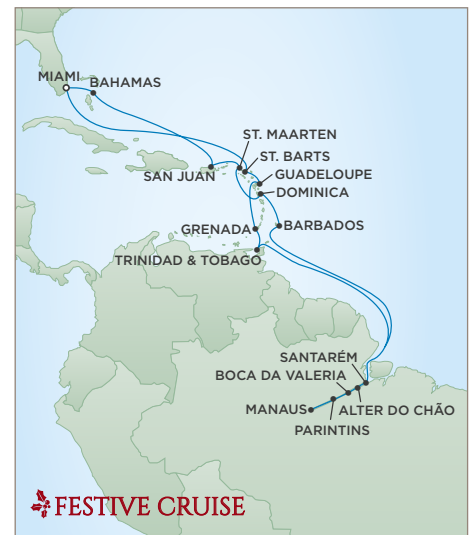 MIAMI
BAHAMAS
ST. MAARTEN
ST. BARTS
SAN JUAN
GUADELOUPE
DOMINICA
GRENADA
BARBADOS
TRINIDAD & TOBAGO
SANTARÉM
BOCA DA VALERIA
MANAUS
ALTER DO CHÃO
PARINTINS
FESTIVE CRUISE